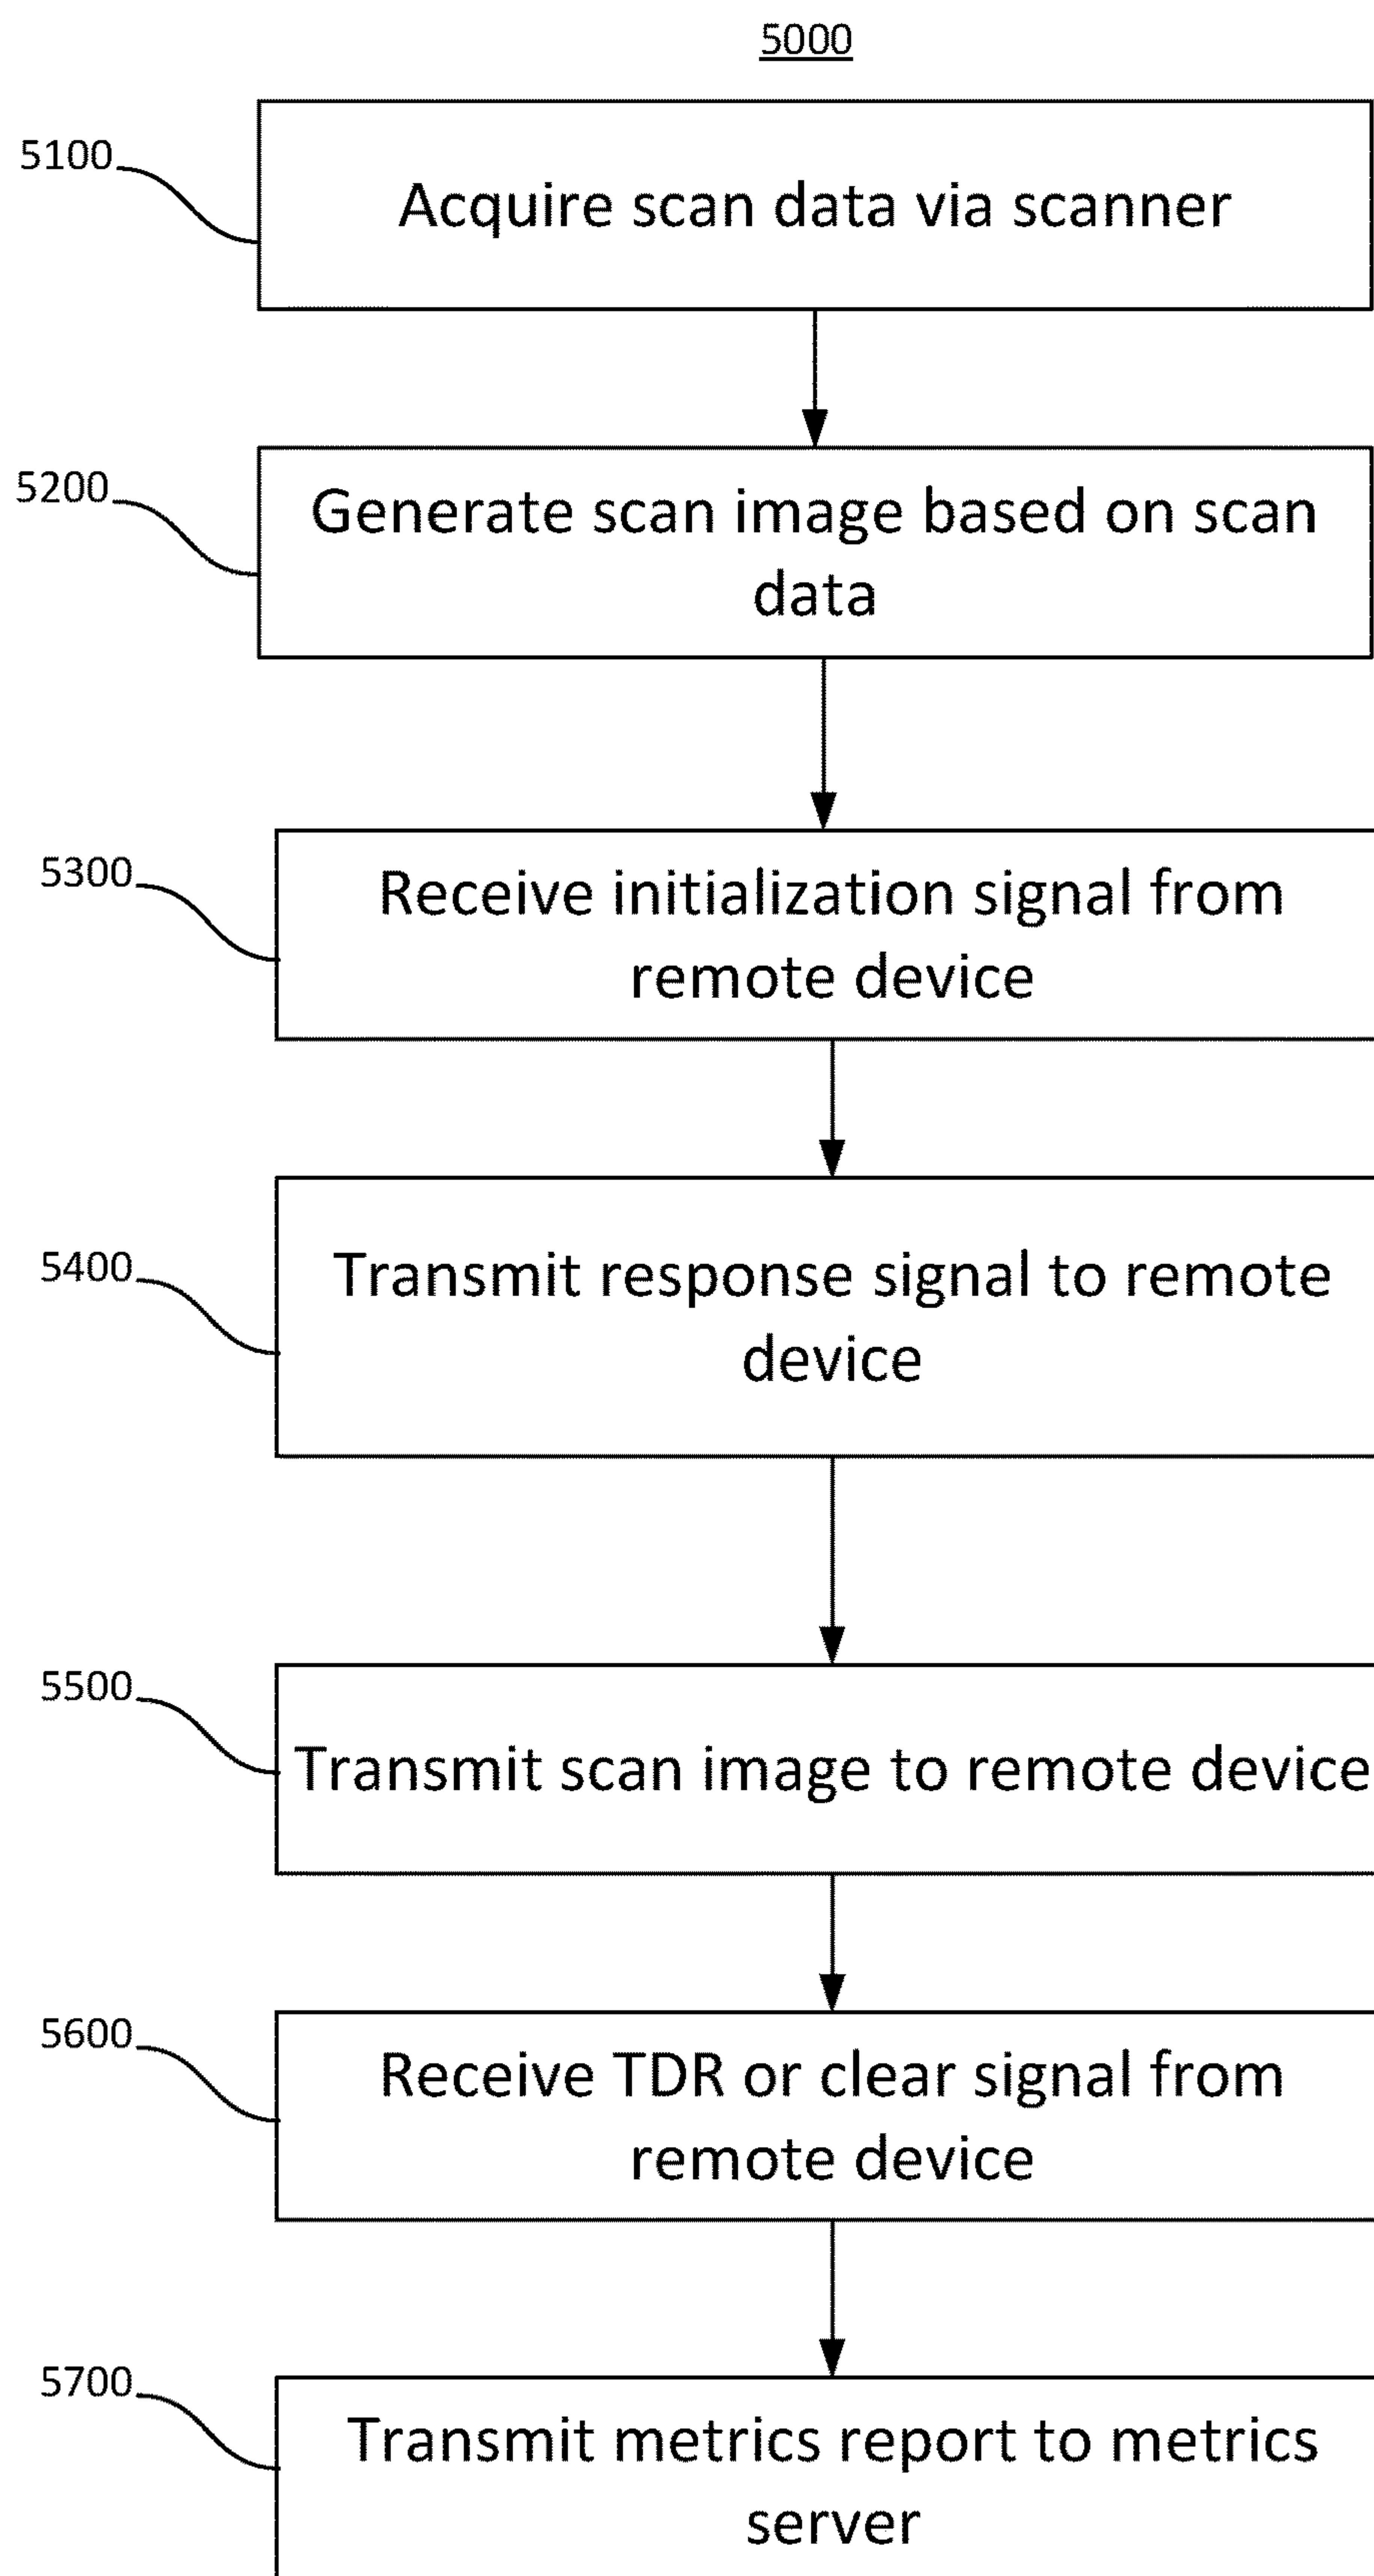 5000
5100
Acquire scan data via scanner
5200
Generate scan image based on scan
data
5300
Receive initialization signal from
remote device
5400
Transmit response signal to remote
device
5500
Transmit scan image to remote device
5600
Receive TDR or clear signal from
remote device
5700
Transmit metrics report to metrics
server